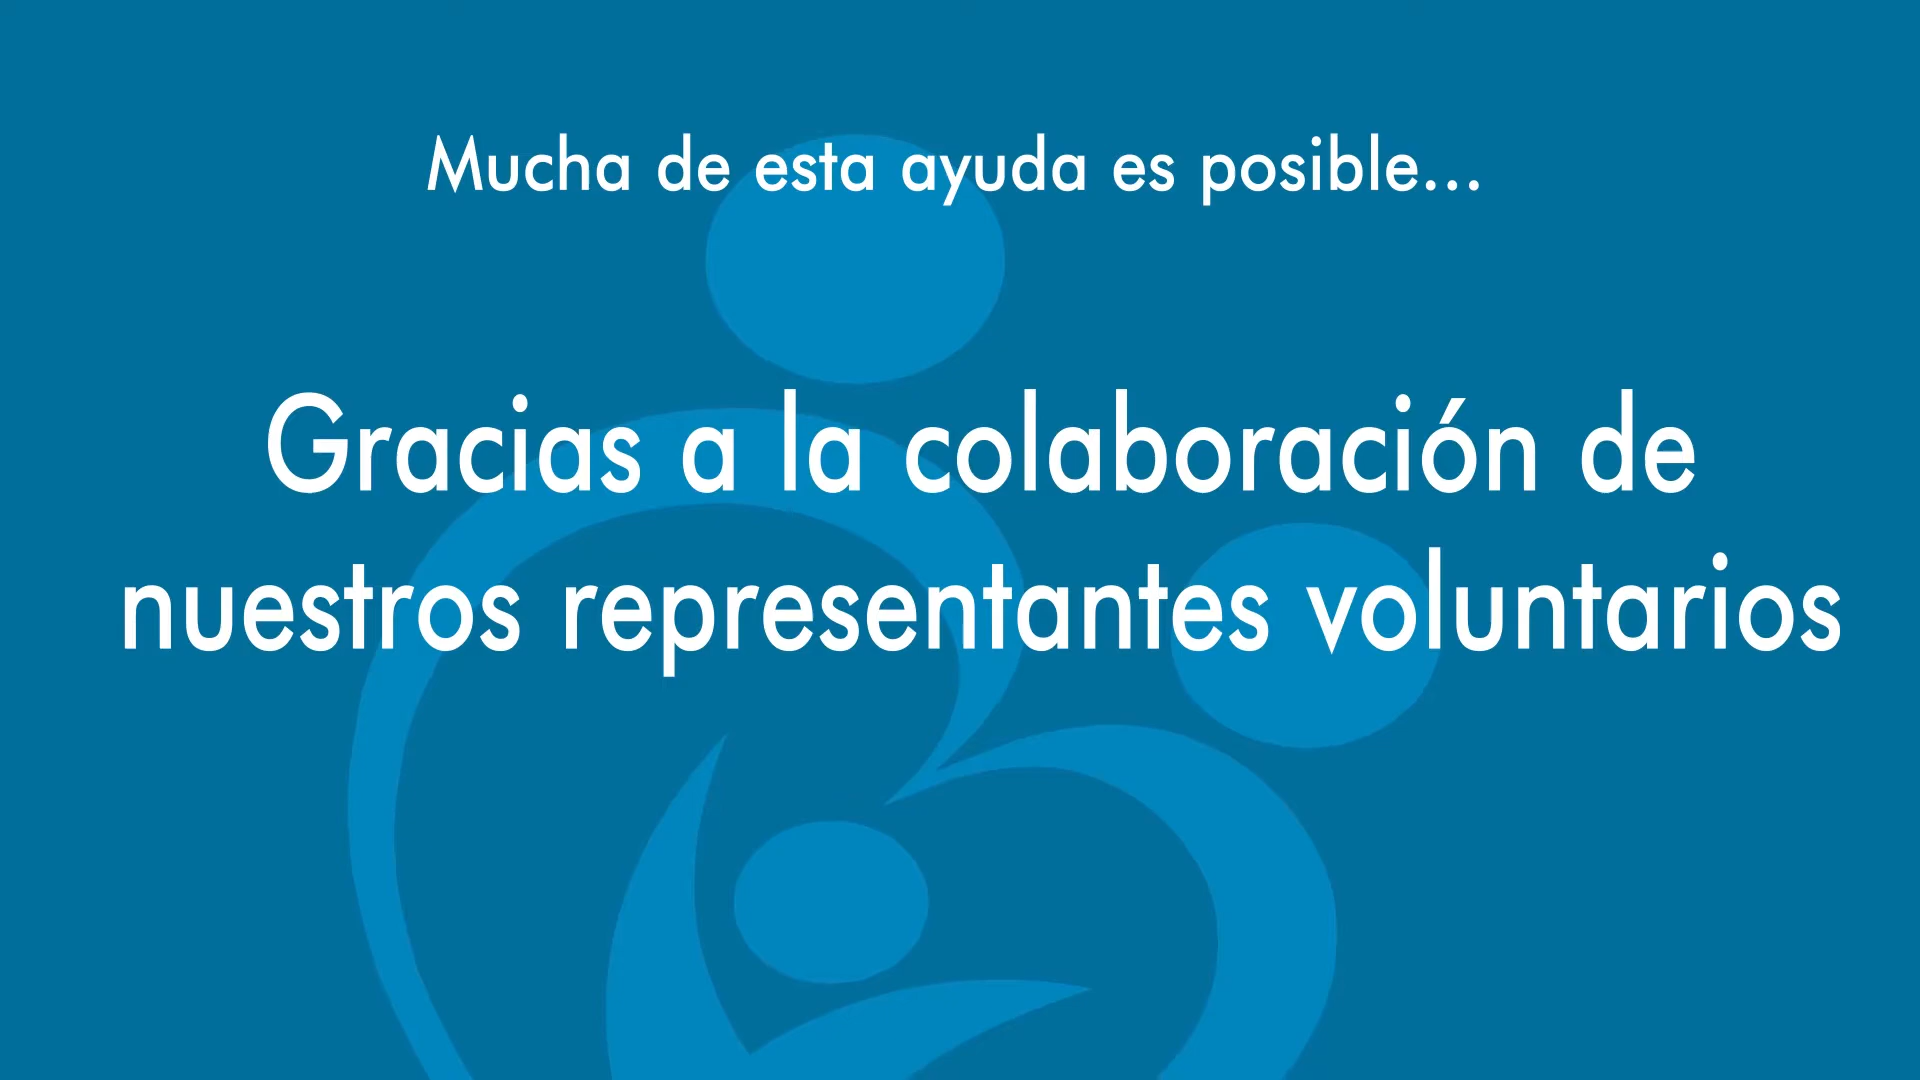 Mucha de esta ayuda es posible...
Gracias a la colaboración de
nuestros representantes voluntarios